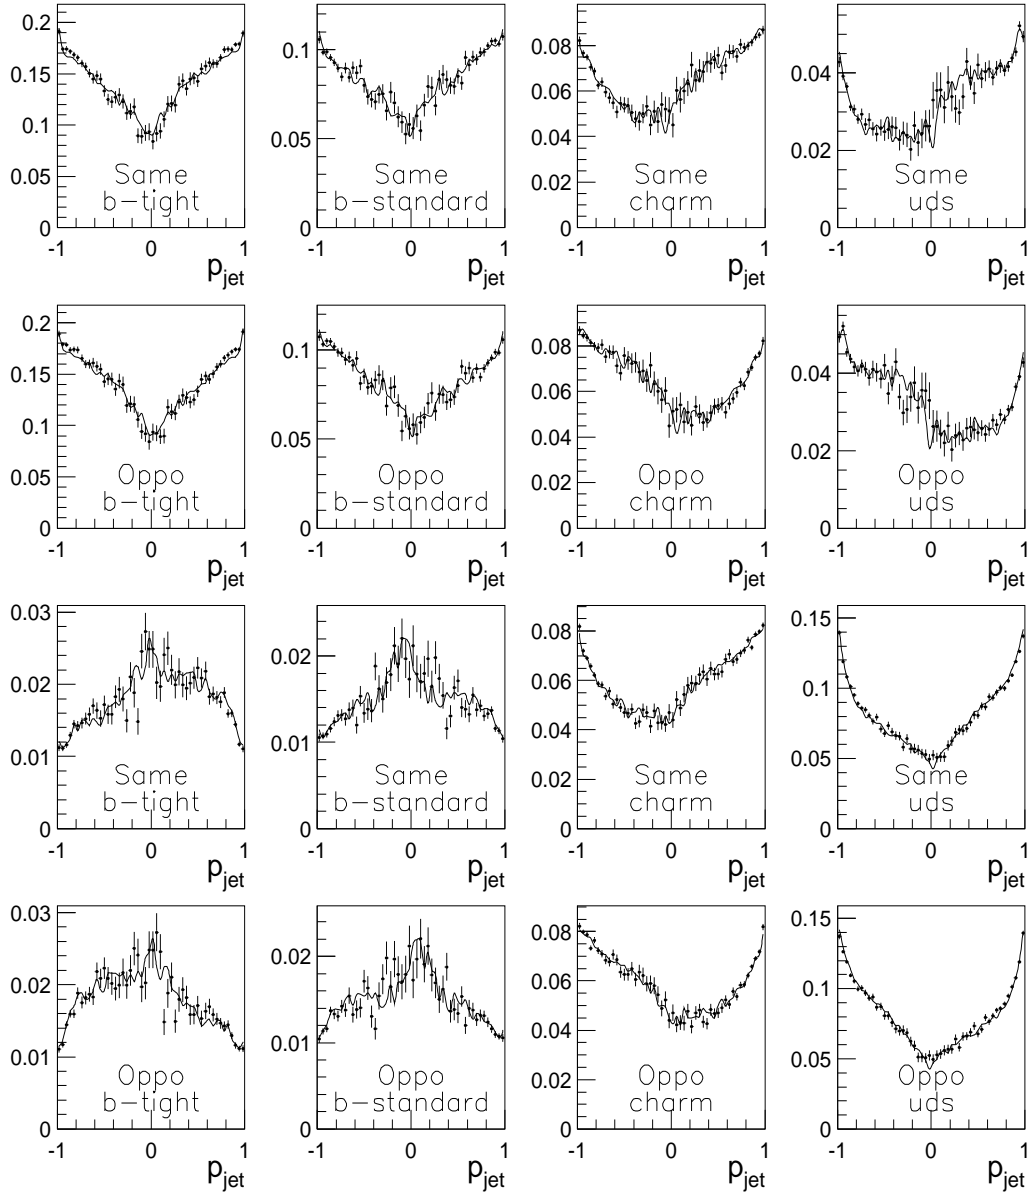 0.2
0.15
0.1
0.05
0
-1 0 1
Same
b-tight
p_jet
0.1
0.05
0
-1 0 1
Same
b-standard
p_jet
0.08
0.06
0.04
0.02
0
-1 0 1
Same
charm
p_jet
0.04
0.02
0
-1 0 1
Same
uds
p_jet
0.2
0.15
0.1
0.05
0
-1 0 1
Oppo
b-tight
p_jet
0.1
0.05
0
-1 0 1
Oppo
b-standard
p_jet
0.08
0.06
0.04
0.02
0
-1 0 1
Oppo
charm
p_jet
0.04
0.02
0
-1 0 1
Oppo
uds
p_jet
0.03
0.02
0.01
0
-1 0 1
Same
b-tight
p_jet
0.02
0.01
0
-1 0 1
Same
b-standard
p_jet
0.08
0.06
0.04
0.02
0
-1 0 1
Same
charm
p_jet
0.15
0.1
0.05
0
-1 0 1
Same
uds
p_jet
0.03
0.02
0.01
0
-1 0 1
Oppo
b-tight
p_jet
0.02
0.01
0
-1 0 1
Oppo
b-standard
p_jet
0.08
0.06
0.04
0.02
0
-1 0 1
Oppo
charm
p_jet
0.15
0.1
0.05
0
-1 0 1
Oppo
uds
p_jet